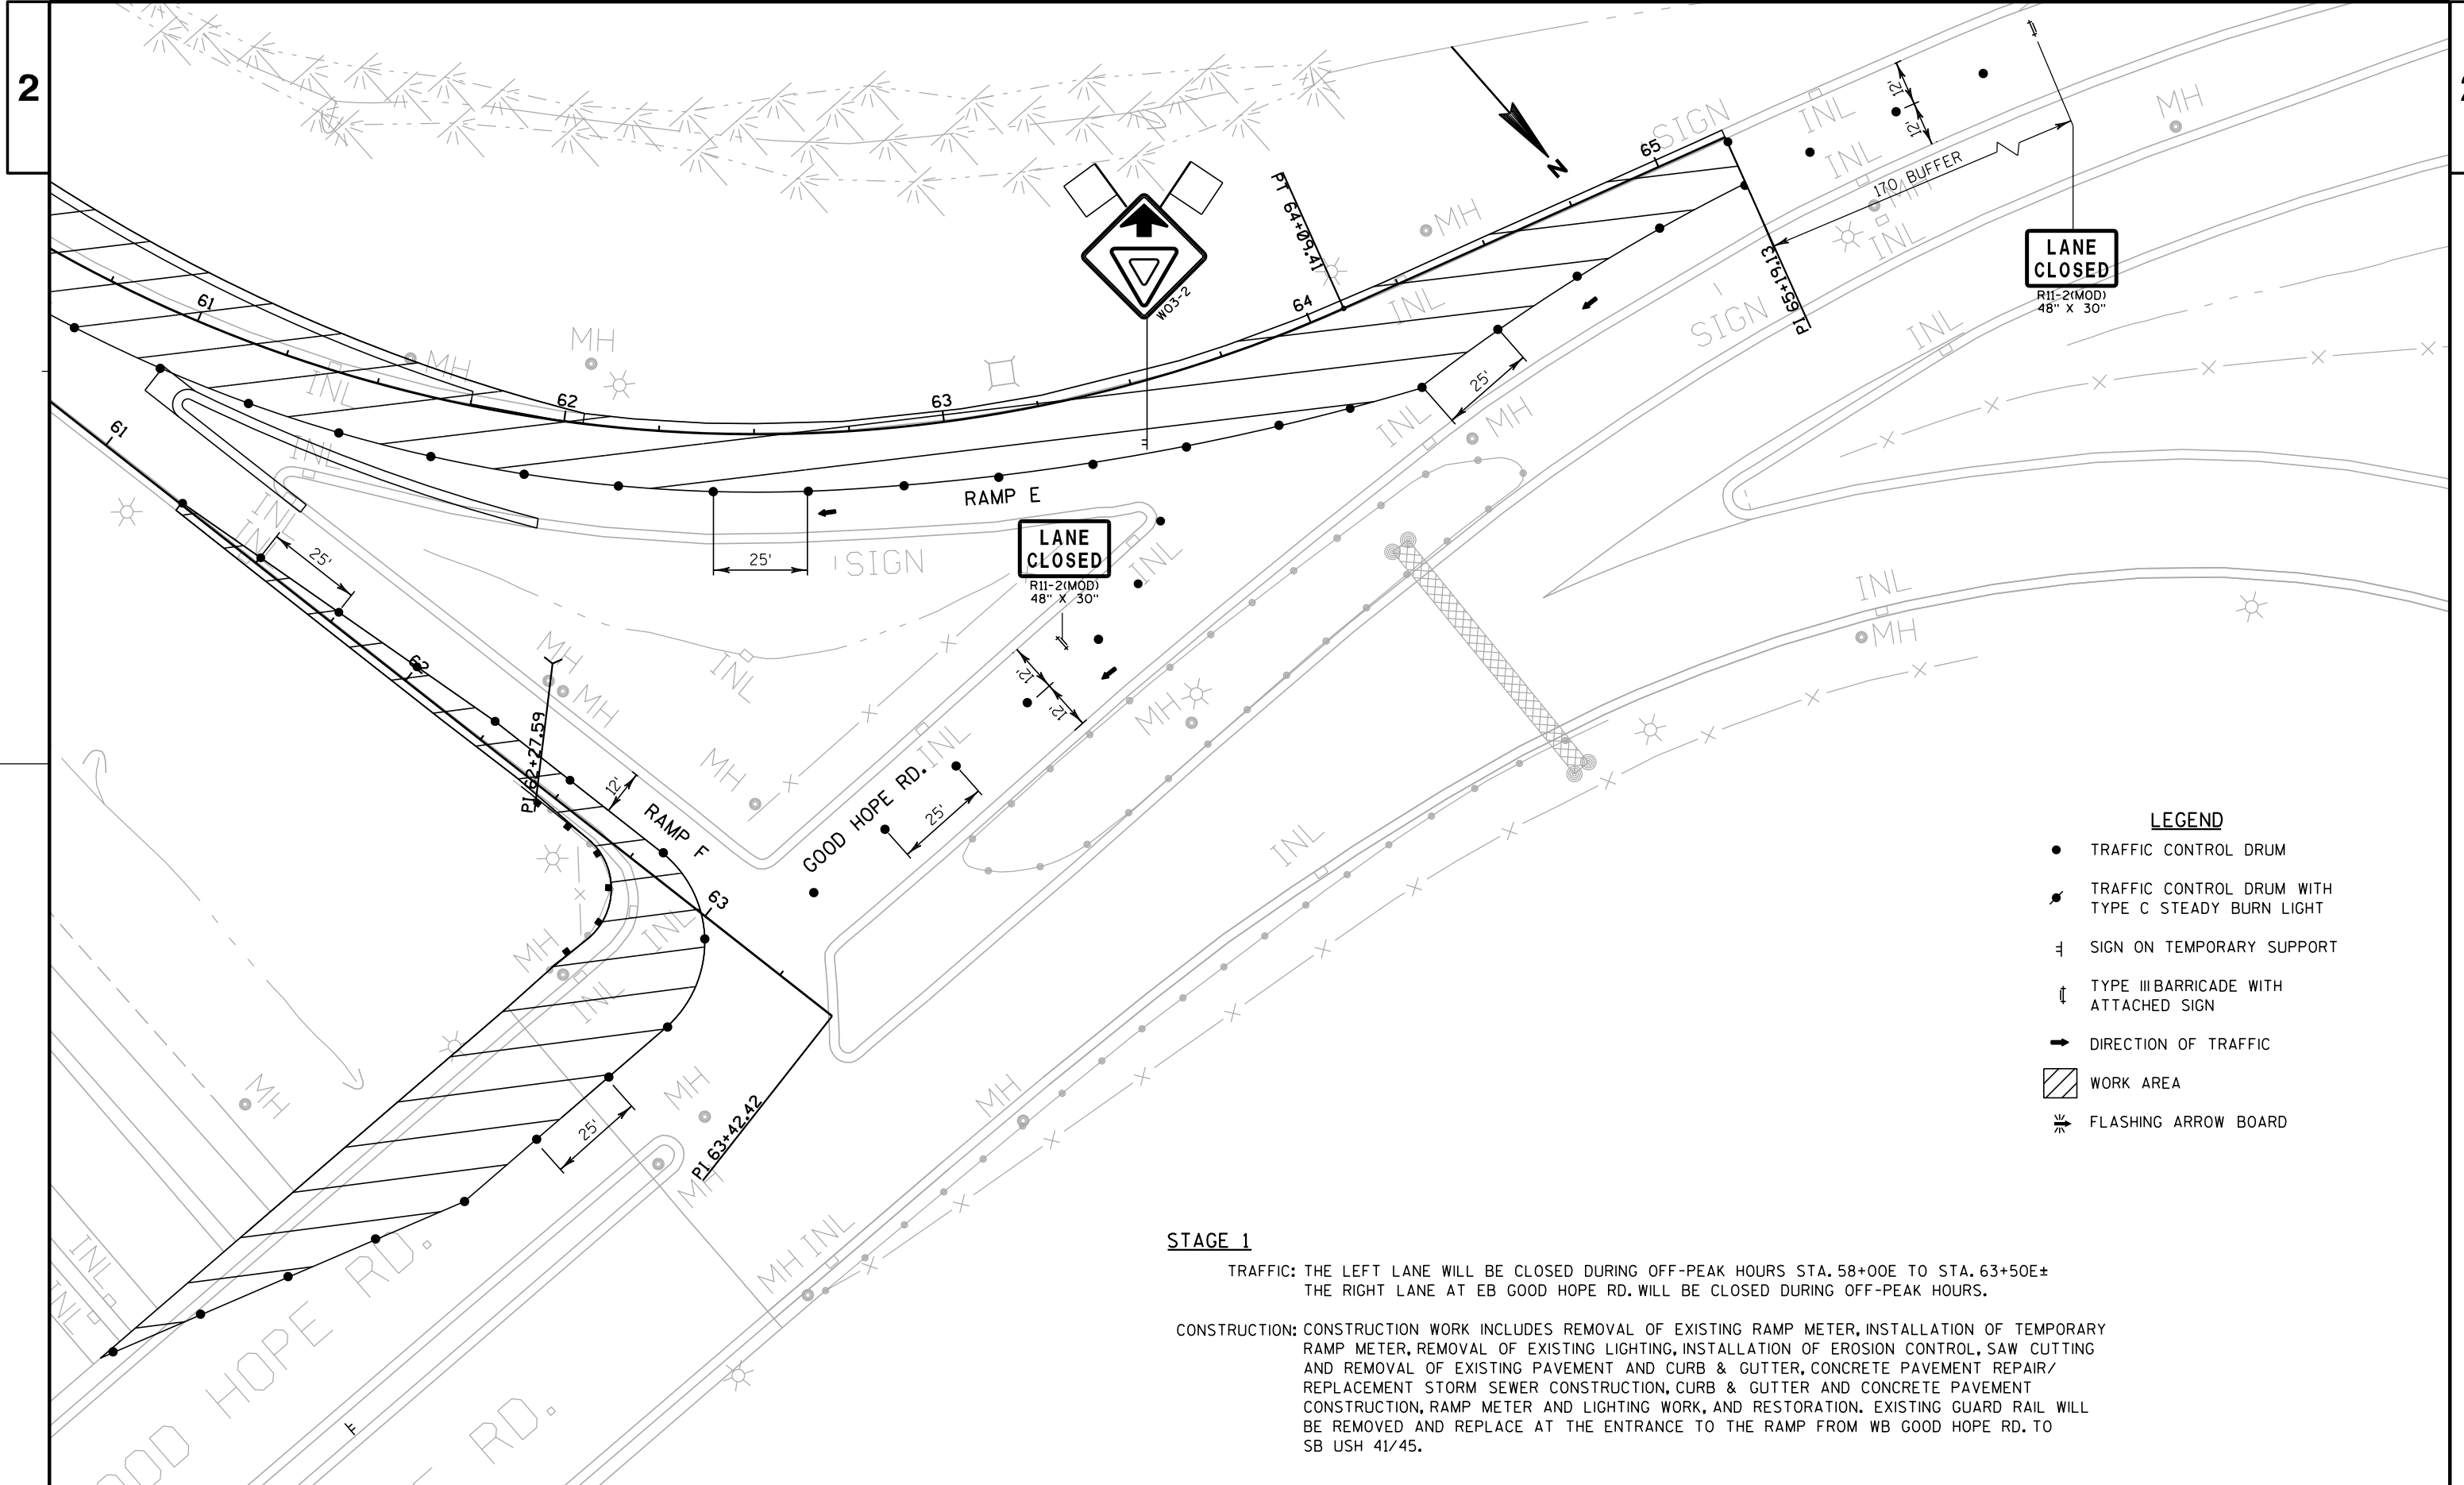 2
SIGN
INL
MH
12'
12'
INL
170 BUFFER
MH
INL
65
PT 64+09.41
MH
N
LANE
CLOSED
R11-2(MOD)
48" X 30"
PI 65+19.13
SIGN
INL
W03-2
64
INL
61
MH
MH
INL
62
63
25'
INL
MH
61
INL
INL
INL
25'
RAMP E
25'
SIGN
LANE
CLOSED
R11-2(MOD)
48" X 30"
INL
INL
MH
62
MH
MH
INL
12'
12'
MH
PI 62+27.59
MH
INL
12'
RAMP F
GOOD HOPE RD.
25'
INL
63
INL
MH
INL
MH
MH
MH
25'
PI 63+42.42
MH
MH INL
INL
INL
GOOD HOPE RD.
RD.
LEGEND
TRAFFIC CONTROL DRUM
TRAFFIC CONTROL DRUM WITH
TYPE C STEADY BURN LIGHT
SIGN ON TEMPORARY SUPPORT
TYPE III BARRICADE WITH
ATTACHED SIGN
DIRECTION OF TRAFFIC
WORK AREA
FLASHING ARROW BOARD
STAGE 1
TRAFFIC: THE LEFT LANE WILL BE CLOSED DURING OFF-PEAK HOURS STA. 58+00E TO STA. 63+50E±
THE RIGHT LANE AT EB GOOD HOPE RD. WILL BE CLOSED DURING OFF-PEAK HOURS.
CONSTRUCTION: CONSTRUCTION WORK INCLUDES REMOVAL OF EXISTING RAMP METER, INSTALLATION OF TEMPORARY
RAMP METER, REMOVAL OF EXISTING LIGHTING, INSTALLATION OF EROSION CONTROL, SAW CUTTING
AND REMOVAL OF EXISTING PAVEMENT AND CURB & GUTTER, CONCRETE PAVEMENT REPAIR/
REPLACEMENT STORM SEWER CONSTRUCTION, CURB & GUTTER AND CONCRETE PAVEMENT
CONSTRUCTION, RAMP METER AND LIGHTING WORK, AND RESTORATION. EXISTING GUARD RAIL WILL
BE REMOVED AND REPLACE AT THE ENTRANCE TO THE RAMP FROM WB GOOD HOPE RD. TO
SB USH 41/45.